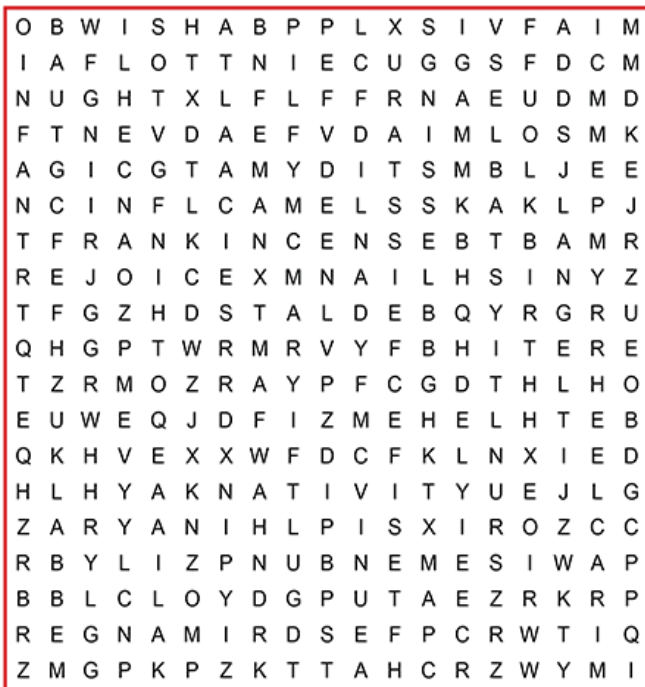 O B W I S H A B P P L X S I V F A I M
I A F L O T T N I E C U G G S F D C M
N U G H T X L F L F F R N A E U D M D
F T N E V D A E F V D A I M L O S M K
A G I C G T A M Y D I T S M B L J E E
N C I N F L C A M E L S S K A K L P J
T F R A N K I N C E N S E B T B A M R
R E J O I C E X M N A I L H S I N Y Z
T F G Z H D S T A L D E B Q Y R G R U
Q H G P T W R M R V Y F B H I T E R E
T Z R M O Z R A Y P F C G D T H L H O
E U W E Q J D F I Z M E H E L H T E B
Q K H V E X X W F D C F K L N X I E D
H L H Y A K N A T I V I T Y U E J L G
Z A R Y A N I H L P I S X I R O Z C C
R B Y L I Z P N U B N E M E S I W A P
B B L C L O Y D G P U T A E Z R K R P
R E G N A M I R D S E F P C R W T I Q
Z M G P K P Z K T T A H C R Z W Y M I